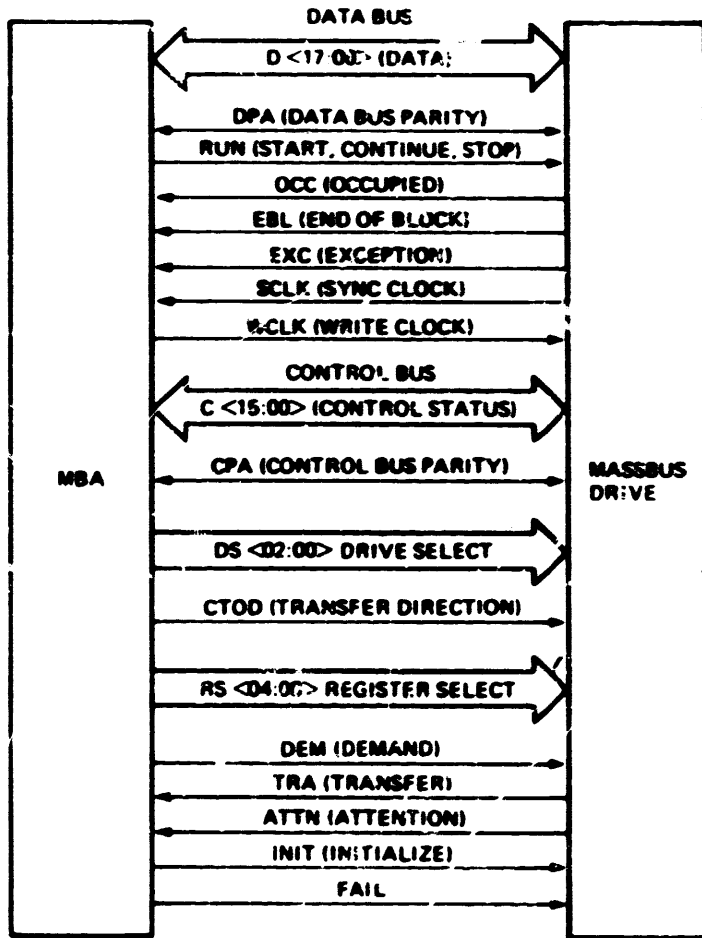 DATA BUS
D <17:00> (DATA)
DPA (DATA BUS PARITY)
RUN (START, CONTINUE, STOP)
OCC (OCCUPIED)
EBL (END OF BLOCK)
EXC (EXCEPTION)
SCLK (SYNC CLOCK)
WCLK (WRITE CLOCK)
CONTROL BUS
C <15:00> (CONTROL STATUS)
CPA (CONTROL BUS PARITY)
MBA
MASSBUS
DRIVE
DS <02:00> DRIVE SELECT
CTOD (TRANSFER DIRECTION)
RS <04:00> REGISTER SELECT
DEM (DEMAND)
TRA (TRANSFER)
ATTN (ATTENTION)
INIT (INITIALIZE)
FAIL